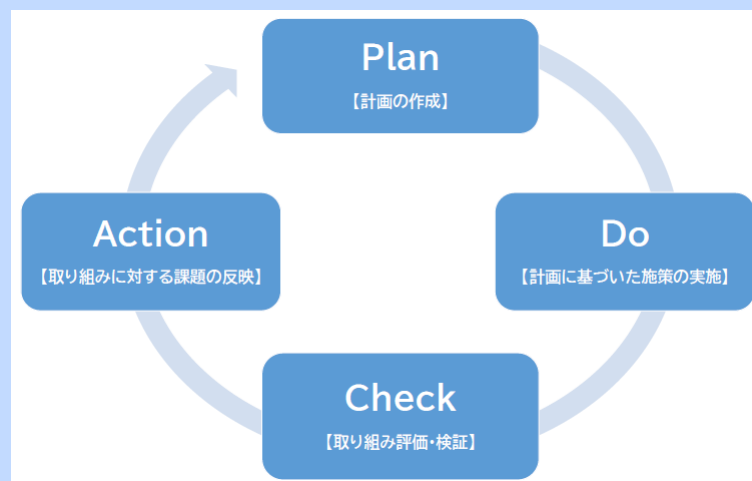 Plan
【計画の作成】
Do
【計画に基づいた施策の実施】
Check
【取り組み評価・検証】
Action
【取り組みに対する課題の反映】